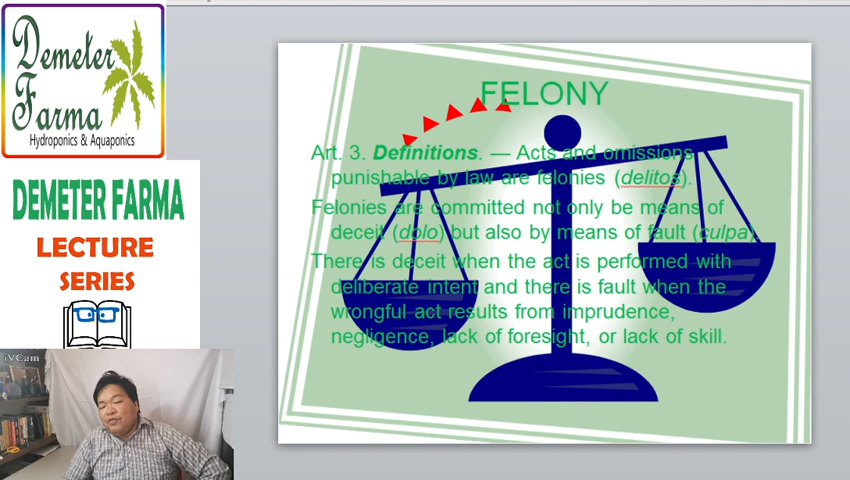 Demeter
Farma
Hydroponics & Aquaponics
DEMETER FARMA
LECTURE
SERIES
iVCam
FELONY
Art. 3. Definitions. — Acts and omissions
punishable by law are felonies (delitos).
Felonies are committed not only be means of
deceit (dolo) but also by means of fault (culpa).
There is deceit when the act is performed with
deliberate intent and there is fault when the
wrongful act results from imprudence,
negligence, lack of foresight, or lack of skill.